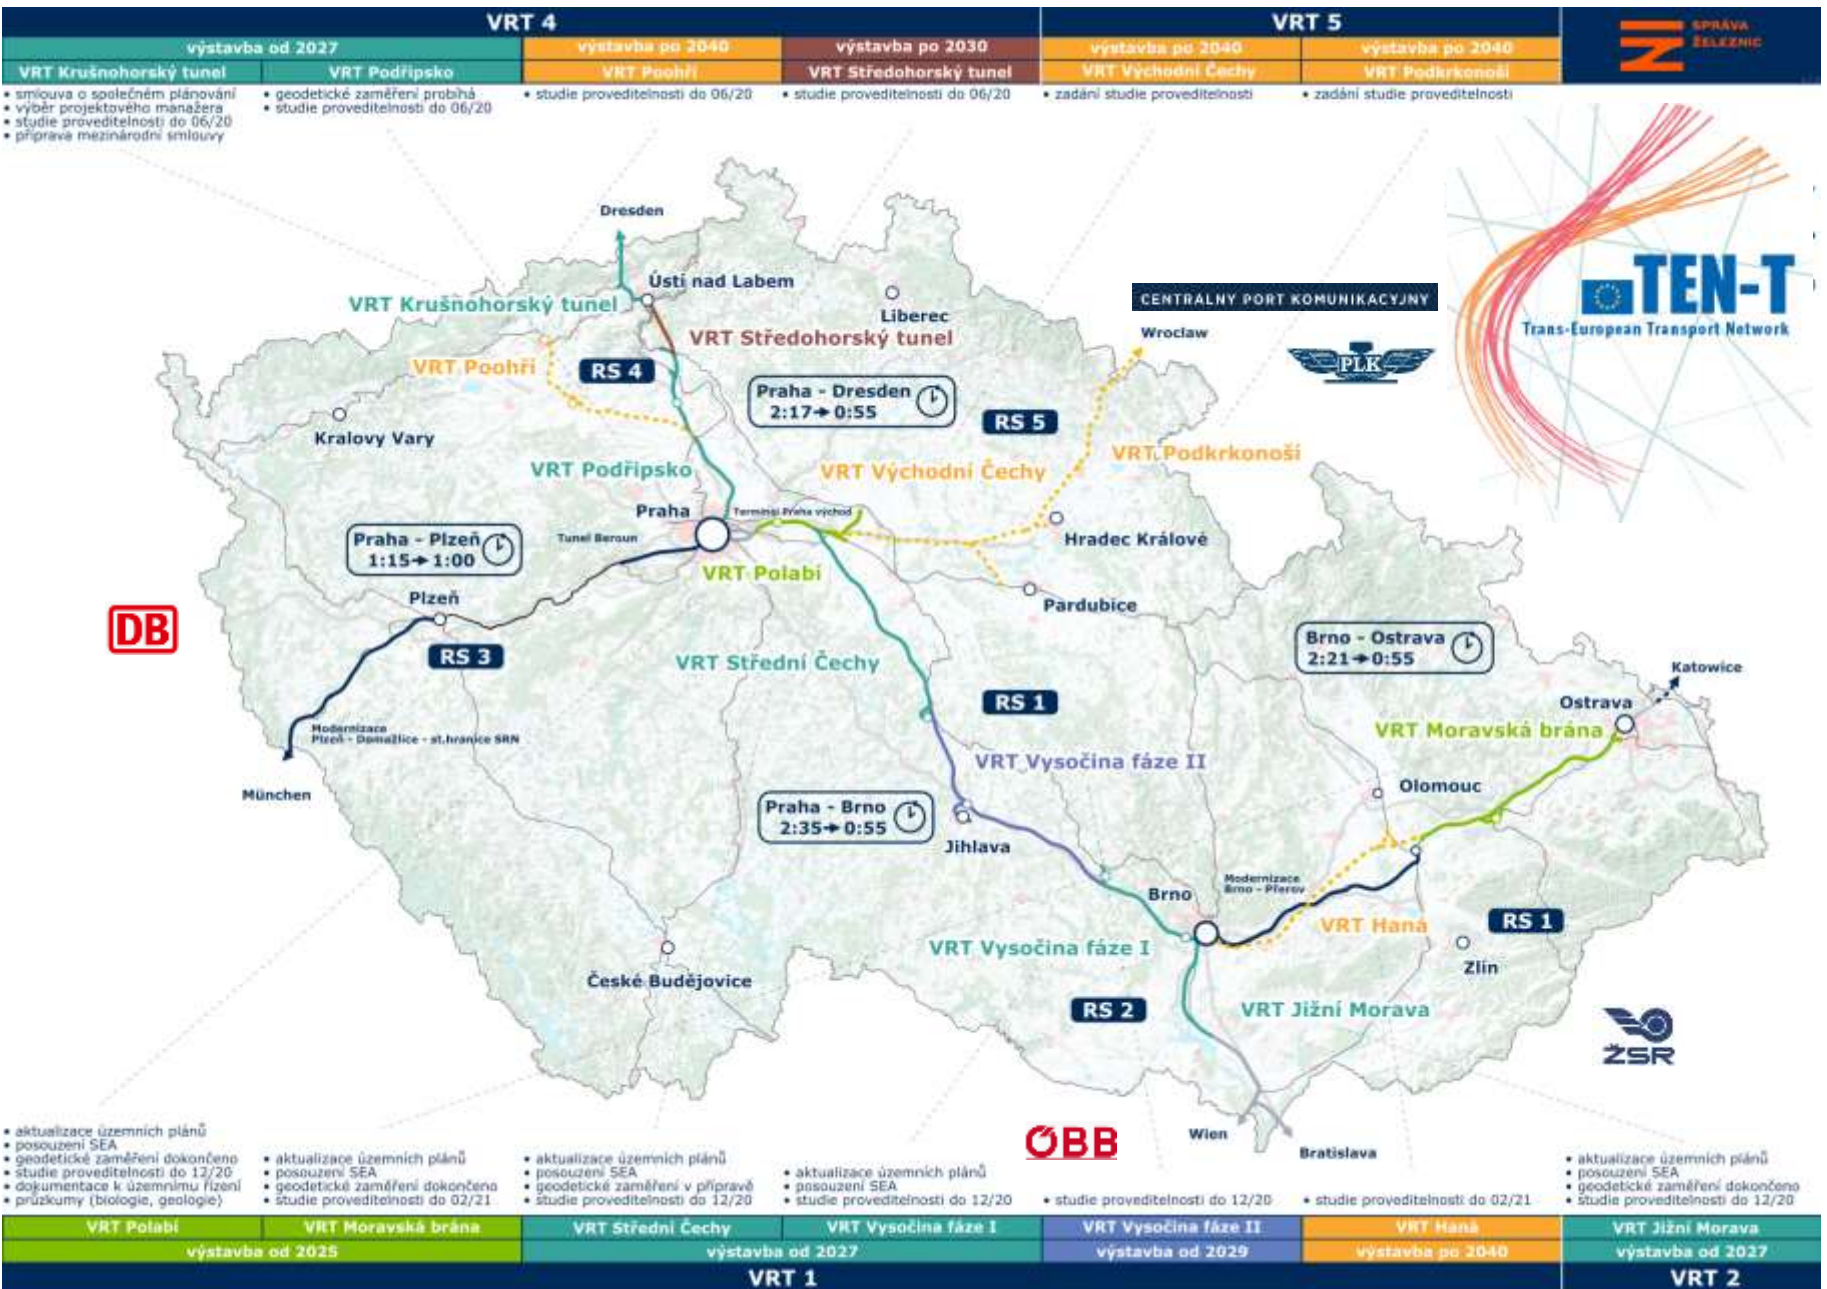 VRT 4
VRT 5
SPRÁVA
ŽELEZNIC
výstavba od 2027
výstavba po 2040
výstavba po 2030
výstavba po 2040
výstavba po 2040
VRT Krušnohorský tunel
VRT Podřipsko
VRT Poohří
VRT Středohorský tunel
VRT Východní Čechy
VRT Podkrkonoší
• smlouva o společném plánování
• výběr projektového manažera
• studie proveditelnosti do 06/20
• příprava mezinárodní smlouvy
• geodetické zaměření probíhá
• studie proveditelnosti do 06/20
• studie proveditelnosti do 06/20
• studie proveditelnosti do 06/20
• zadání studie proveditelnosti
• zadání studie proveditelnosti
TEN-T
Trans-European Transport Network
Dresden
Ústí nad Labem
VRT Krušnohorský tunel
Liberec
CENTRALNY PORT KOMUNIKACYJNY
Wroclaw
PLK
VRT Středohorský tunel
VRT Poohří
RS 4
Praha - Dresden
2:17➔0:55
RS 5
Kralovy Vary
VRT Podkrkonoší
VRT Podřipsko
VRT Východní Čechy
Praha
Terminál Praha východ
Praha - Plzeň
1:15➔1:00
Tunel Beroun
Hradec Králové
VRT Polabí
Plzeň
Pardubice
DB
RS 3
VRT Střední Čechy
Brno - Ostrava
2:21➔0:55
Katowice
RS 1
Ostrava
Modernizace
Plzeň - Domažlice - st.hranice SRN
VRT Moravská brána
VRT Vysočina fáze II
München
Praha - Brno
2:35➔0:55
Olomouc
Jihlava
Modernizace
Brno - Přerov
Brno
VRT Haná
RS 1
VRT Vysočina fáze I
Zlín
České Budějovice
RS 2
VRT Jižní Morava
ŽSR
ÖBB
Wien
Bratislava
• aktualizace územních plánů
• posouzení SEA
• geodetické zaměření dokončeno
• studie proveditelnosti do 12/20
• dokumentace k územnímu řízení
• průzkumy (biologie, geologie)
• aktualizace územních plánů
• posouzení SEA
• geodetické zaměření dokončeno
• studie proveditelnosti do 02/21
• aktualizace územních plánů
• posouzení SEA
• geodetické zaměření v přípravě
• studie proveditelnosti do 12/20
• aktualizace územních plánů
• posouzení SEA
• studie proveditelnosti do 12/20
• studie proveditelnosti do 12/20
• studie proveditelnosti do 02/21
• aktualizace územních plánů
• posouzení SEA
• geodetické zaměření dokončeno
• studie proveditelnosti do 12/20
VRT Polabí
VRT Moravská brána
VRT Střední Čechy
VRT Vysočina fáze I
VRT Vysočina fáze II
VRT Haná
VRT Jižní Morava
výstavba od 2025
výstavba od 2027
výstavba od 2029
výstavba po 2040
výstavba od 2027
VRT 1
VRT 2